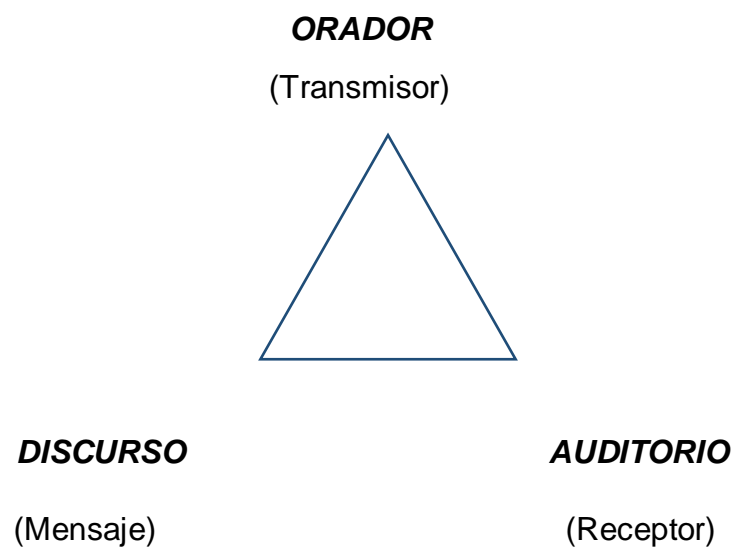 ORADOR
(Transmisor)
DISCURSO
AUDITORIO
(Mensaje)
(Receptor)